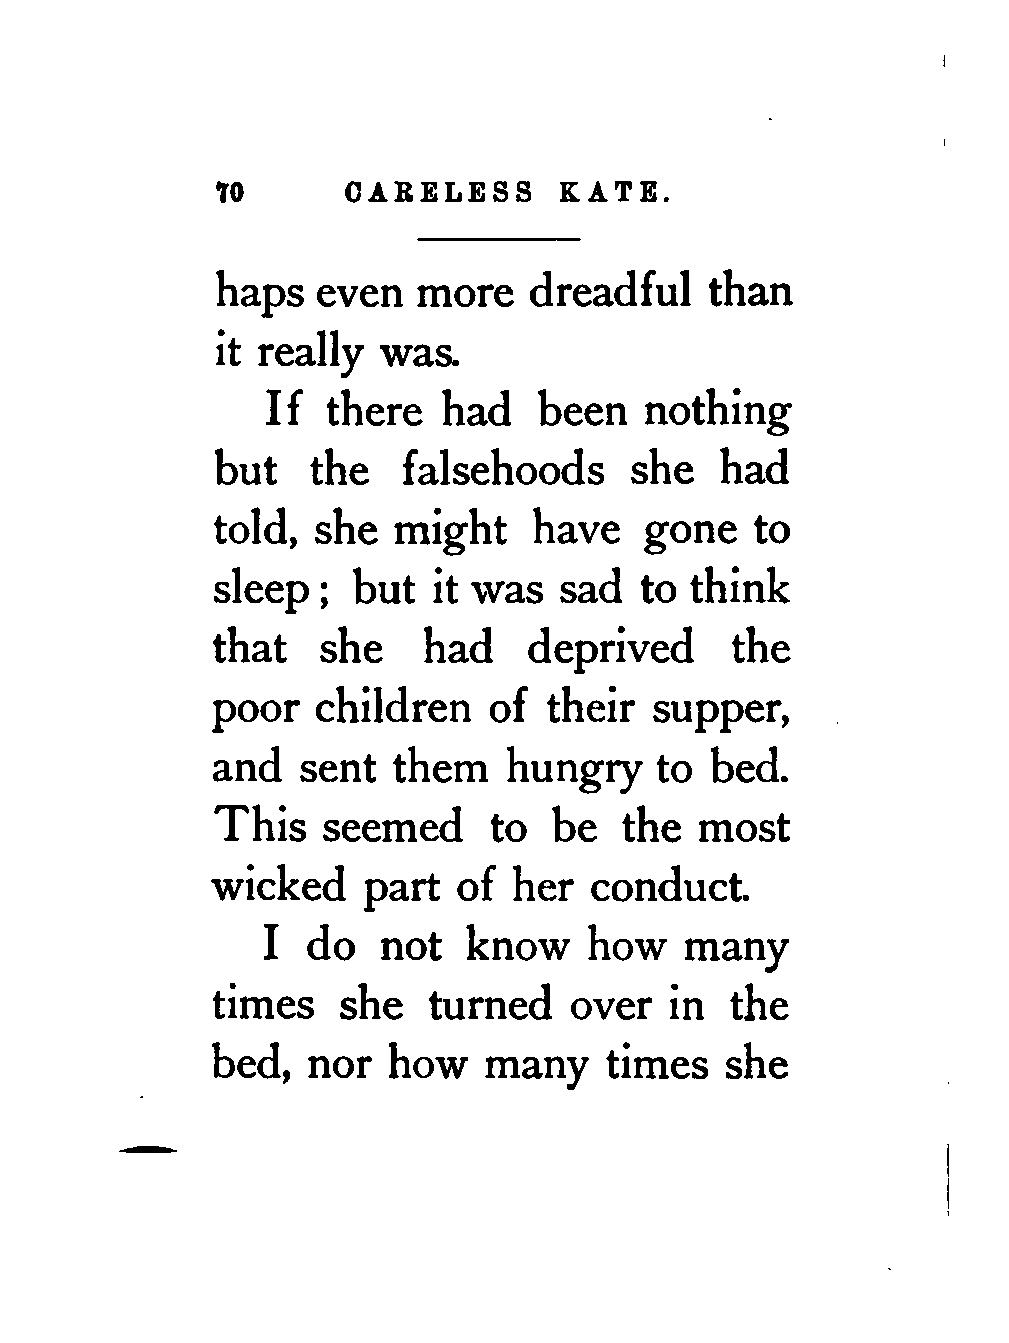 70 CARELESS KATE.
haps even more dreadful than
it really was.
If there had been nothing
but the falsehoods she had
told, she might have gone to
sleep; but it was sad to think
that she had deprived the
poor children of their supper,
and sent them hungry to bed.
This seemed to be the most
wicked part of her conduct.
I do not know how many
times she turned over in the
bed, nor how many times she